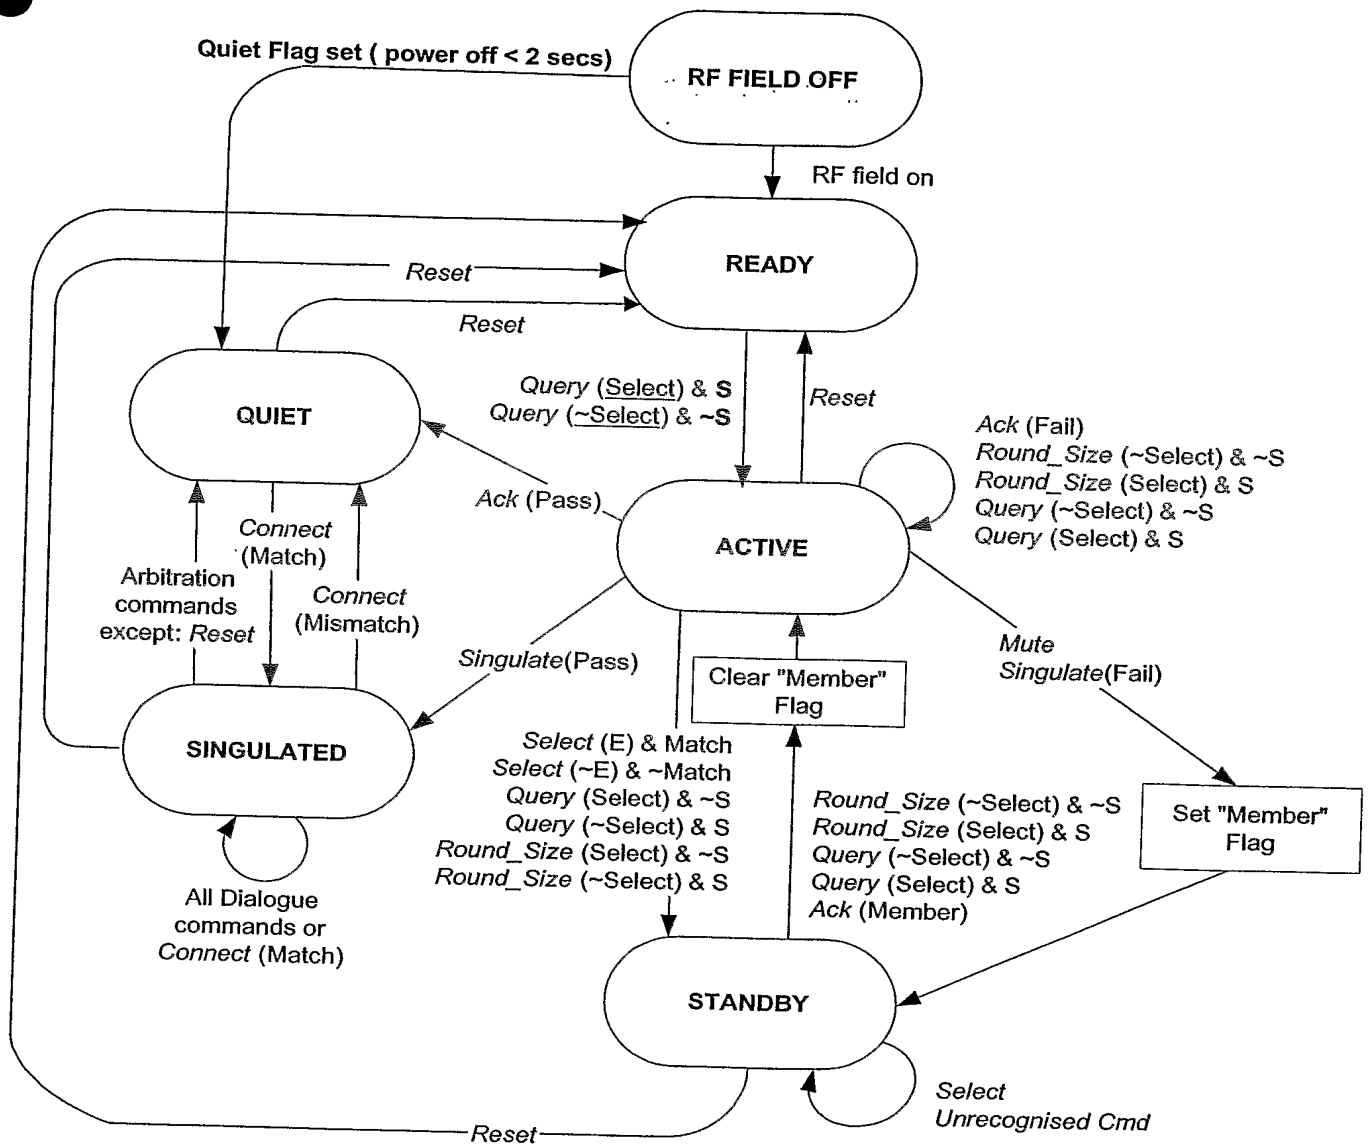 Quiet Flag set ( power off < 2 secs)
RF FIELD OFF
RF field on
READY
Reset
Reset
Query (Select) & S
Query (~Select) & ~S
Reset
QUIET
Ack (Fail)
Round_Size (~Select) & ~S
Round_Size (Select) & S
Query (~Select) & ~S
Query (Select) & S
Ack (Pass)
ACTIVE
Connect
(Match)
Arbitration
commands
except: Reset
Connect
(Mismatch)
Singulate(Pass)
Mute
Singulate(Fail)
Clear "Member"
Flag
SINGULATED
Select (E) & Match
Select (~E) & ~Match
Query (Select) & ~S
Query (~Select) & S
Round_Size (Select) & ~S
Round_Size (~Select) & S
Round_Size (~Select) & ~S
Round_Size (Select) & S
Query (~Select) & ~S
Query (Select) & S
Ack (Member)
Set "Member"
Flag
All Dialogue
commands or
Connect (Match)
STANDBY
Select
Unrecognised Cmd
Reset